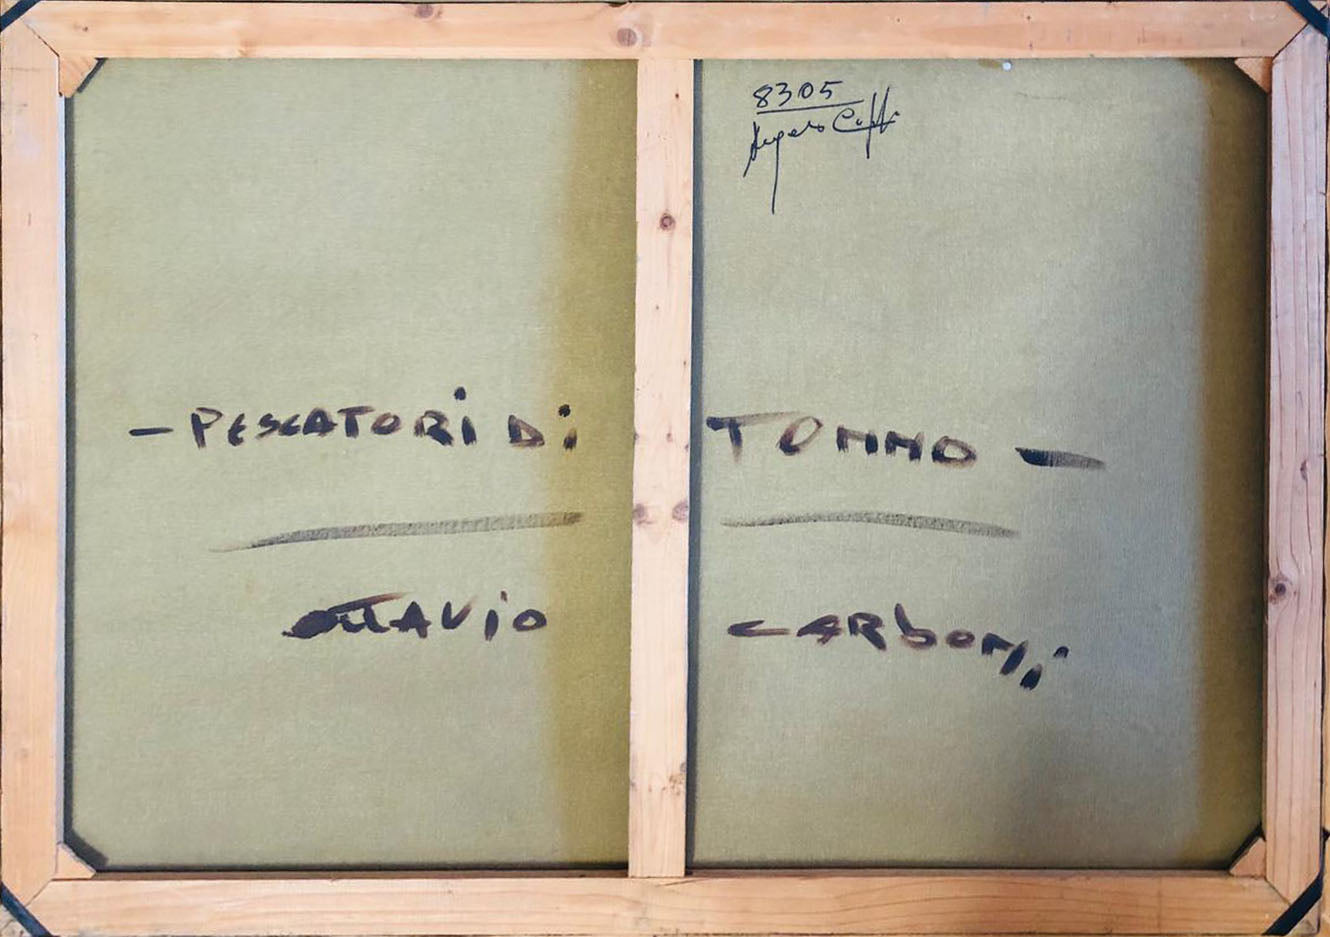 8305
- PESCATORi Di TONNO -
OTTAViO CARbONi